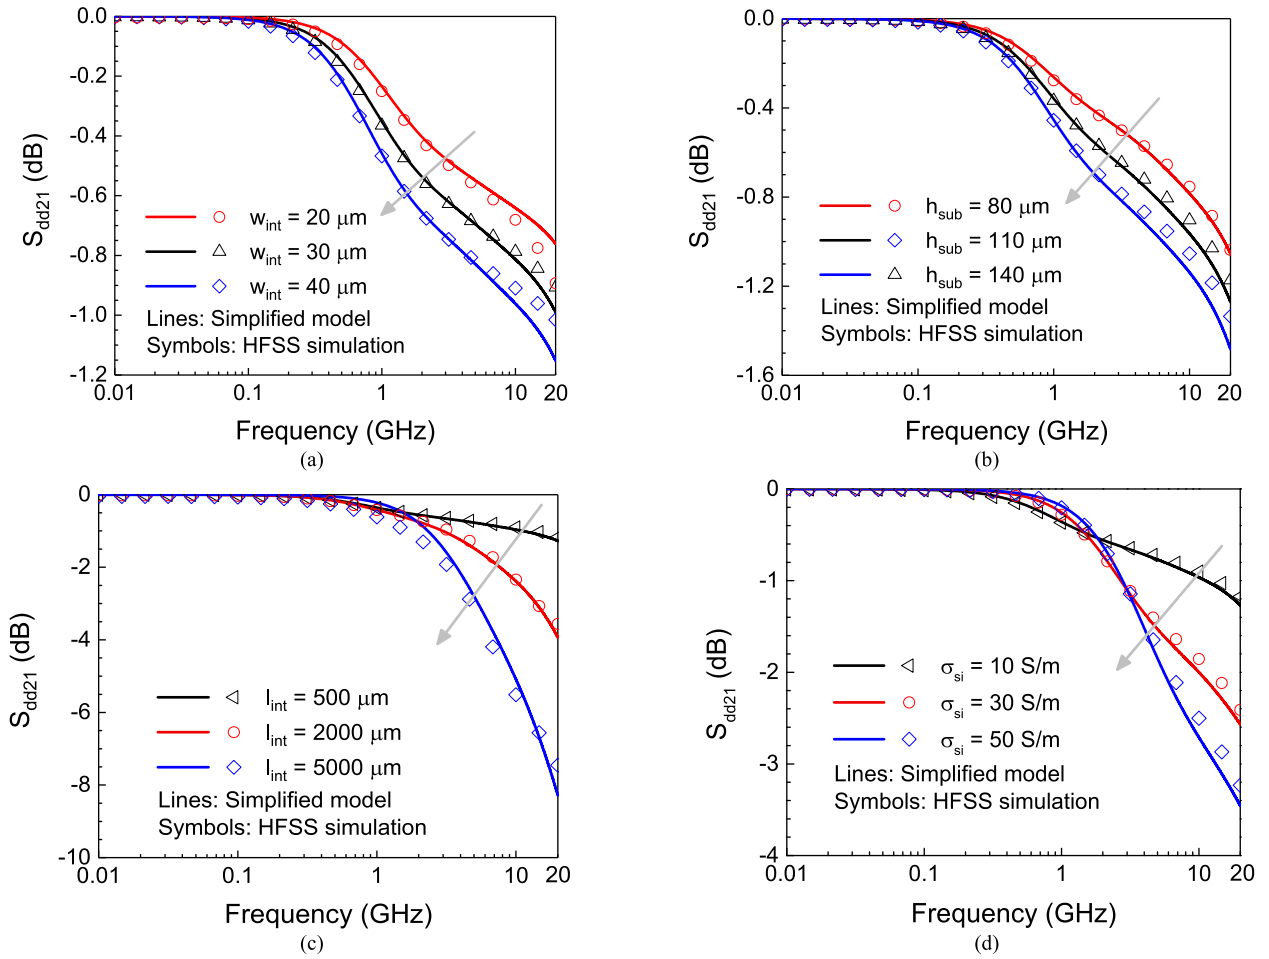 0.0
-0.2
-0.4
-0.6
-0.8
-1.0
-1.2
S_dd21 (dB)
w_int = 20 μm
w_int = 30 μm
w_int = 40 μm
Lines: Simplified model
Symbols: HFSS simulation
0.01 0.1 1 10 20
Frequency (GHz)
(a)
0.0
-0.4
-0.8
-1.2
-1.6
S_dd21 (dB)
h_sub = 80 μm
h_sub = 110 μm
h_sub = 140 μm
Lines: Simplified model
Symbols: HFSS simulation
0.01 0.1 1 10 20
Frequency (GHz)
(b)
0
-2
-4
-6
-8
-10
S_dd21 (dB)
l_int = 500 μm
l_int = 2000 μm
l_int = 5000 μm
Lines: Simplified model
Symbols: HFSS simulation
0.01 0.1 1 10 20
Frequency (GHz)
(c)
0
-1
-2
-3
-4
S_dd21 (dB)
σ_si = 10 S/m
σ_si = 30 S/m
σ_si = 50 S/m
Lines: Simplified model
Symbols: HFSS simulation
0.01 0.1 1 10 20
Frequency (GHz)
(d)